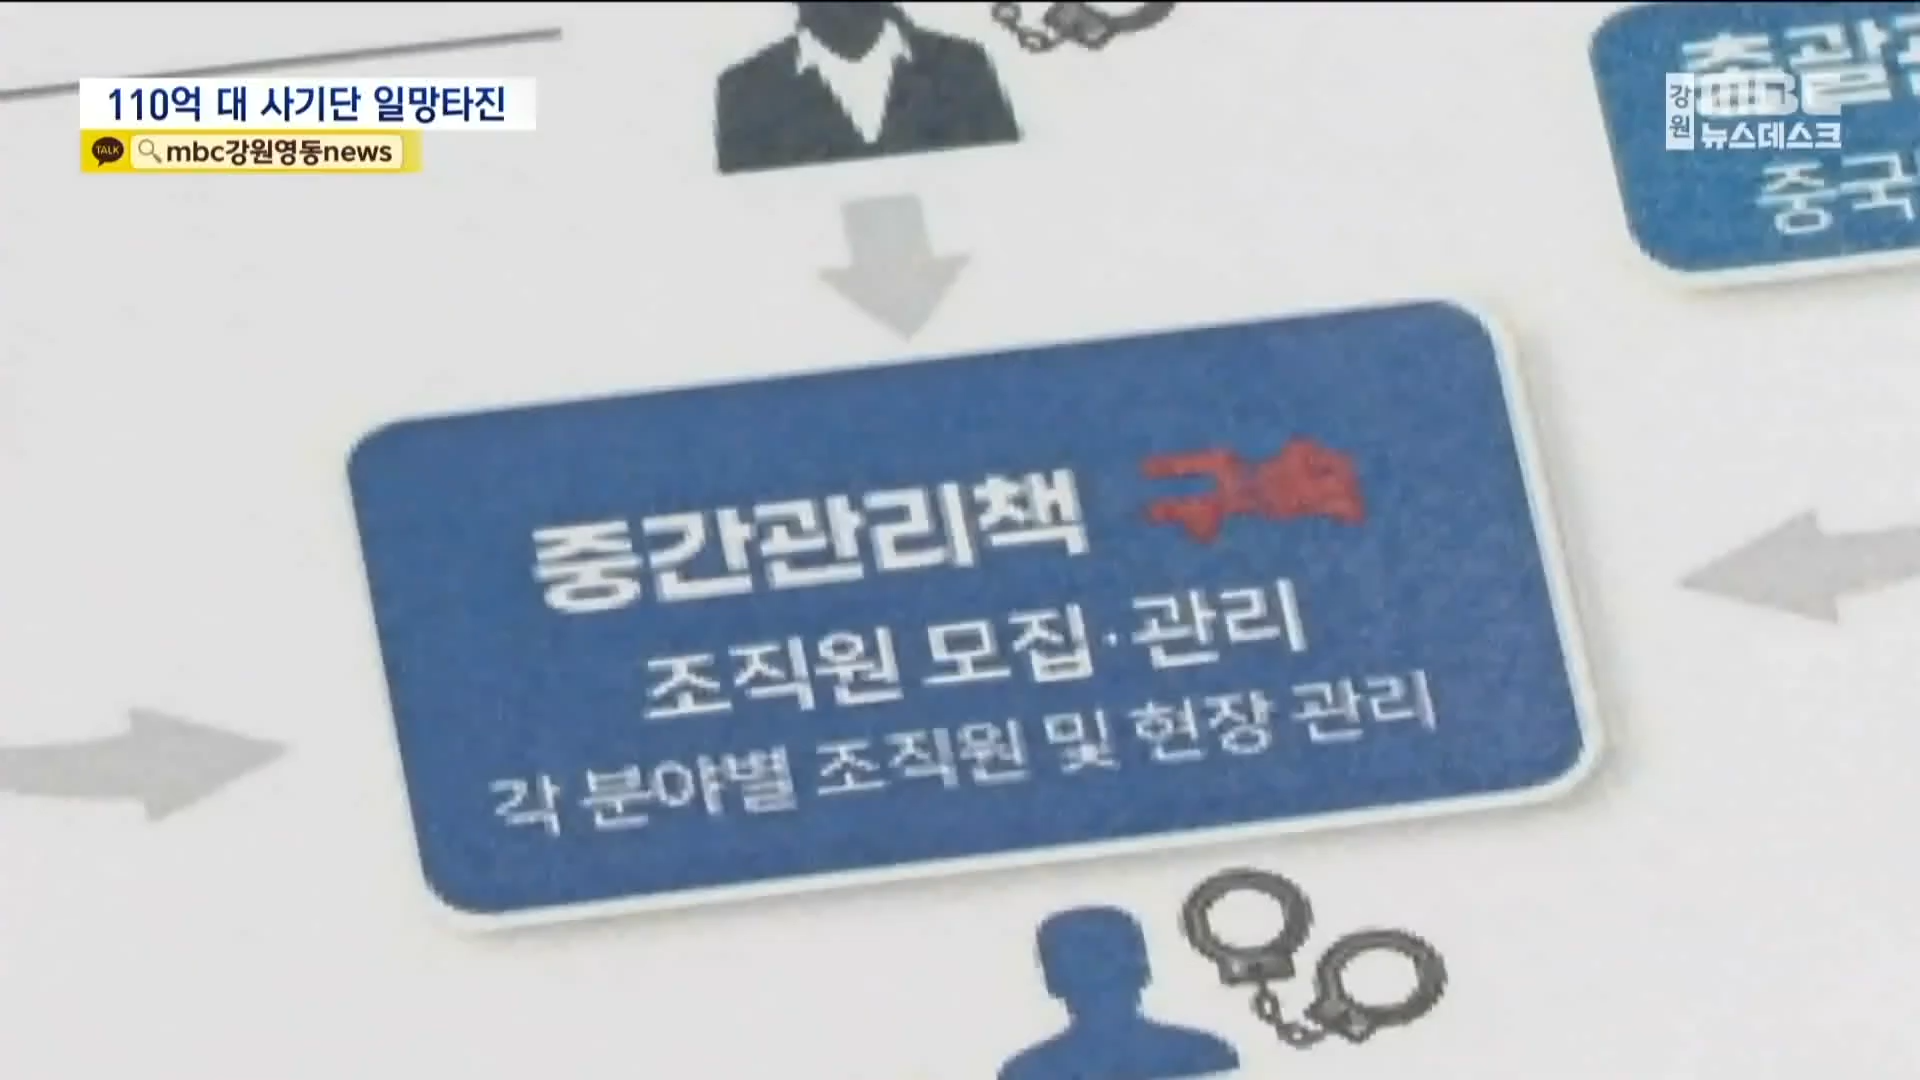 110억 대 사기단 일망타진
TALK mbc강원영동news
강원 MBC
뉴스데스크
중국
중간관리책 구속
조직원 모집·관리
각 분야별 조직원 및 현장 관리